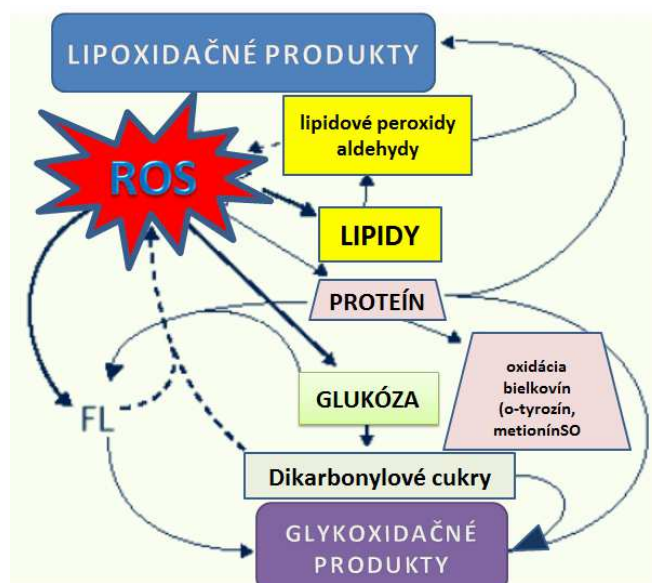 LIPOXIDAČNÉ PRODUKTY
lipidové peroxidy
aldehydy
ROS
LIPIDY
PROTEÍN
oxidácia
bielkovín
(o-tyrozín,
metionínSO
GLUKÓZA
FL
Dikarbonylové cukry
GLYKOXIDAČNÉ
PRODUKTY